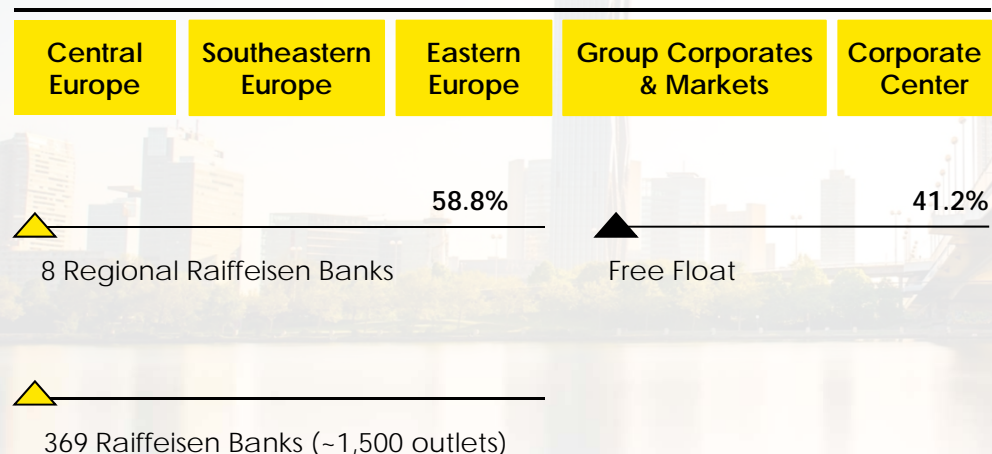 Central
Europe
Southeastern
Europe
Eastern
Europe
Group Corporates
& Markets
Corporate
Center
58.8%
41.2%
8 Regional Raiffeisen Banks
Free Float
369 Raiffeisen Banks (~1,500 outlets)